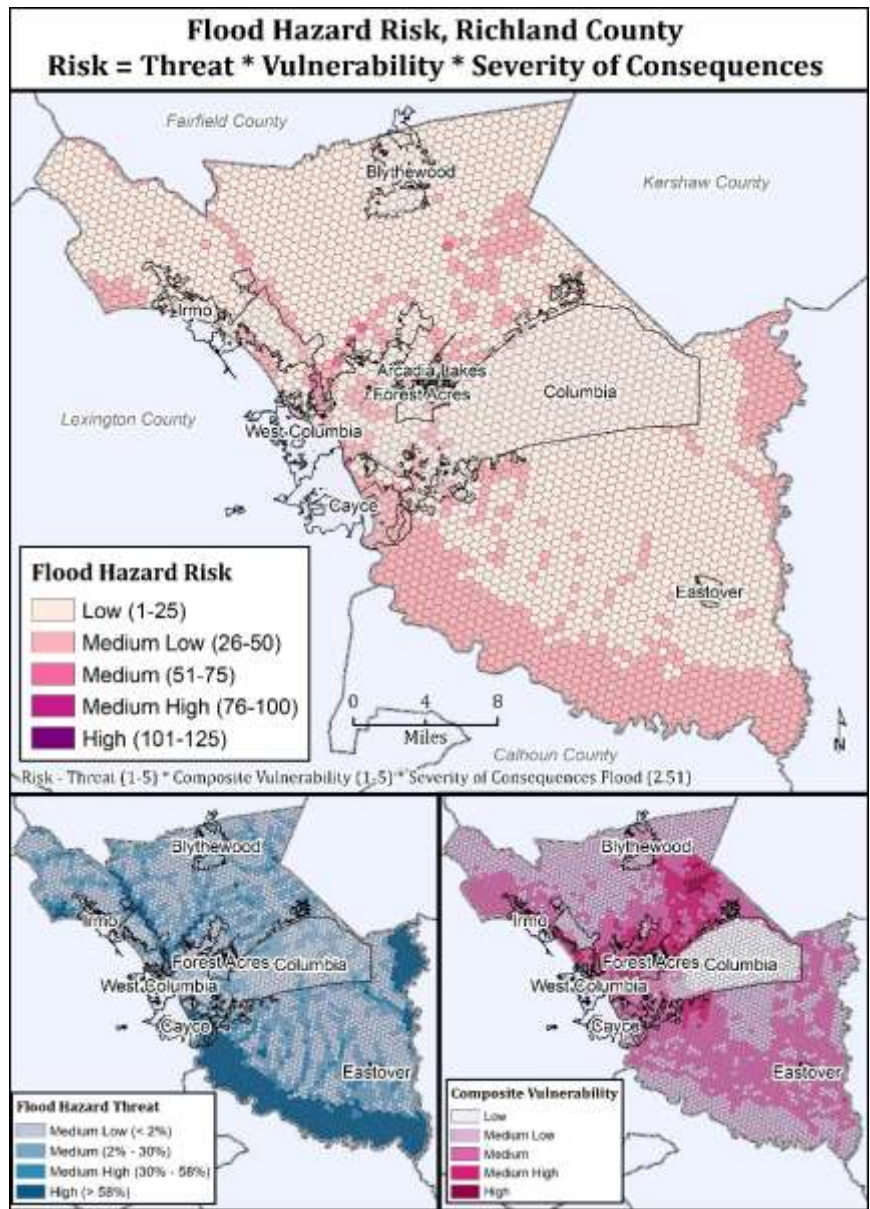 Flood Hazard Risk, Richland County
Risk = Threat * Vulnerability * Severity of Consequences
Fairfield County
Blythewood
Kershaw County
Irmo
Arcadia Lakes
Forest Acres
Columbia
Lexington County
West Columbia
Cayce
Eastover
Flood Hazard Risk
Low (1-25)
Medium Low (26-50)
Medium (51-75)
Medium High (76-100)
High (101-125)
0 4 8
Miles
N
Calhoun County
Risk - Threat (1-5) * Composite Vulnerability (1-5) * Severity of Consequences Flood (2.51)
Blythewood
Irmo
Forest Acres
Columbia
West Columbia
Cayce
Eastover
Flood Hazard Threat
Medium Low (< 2%)
Medium (2% - 30%)
Medium High (30% - 58%)
High (> 58%)
Blythewood
Irmo
Forest Acres
Columbia
West Columbia
Cayce
Eastover
Composite Vulnerability
Low
Medium Low
Medium
Medium High
High